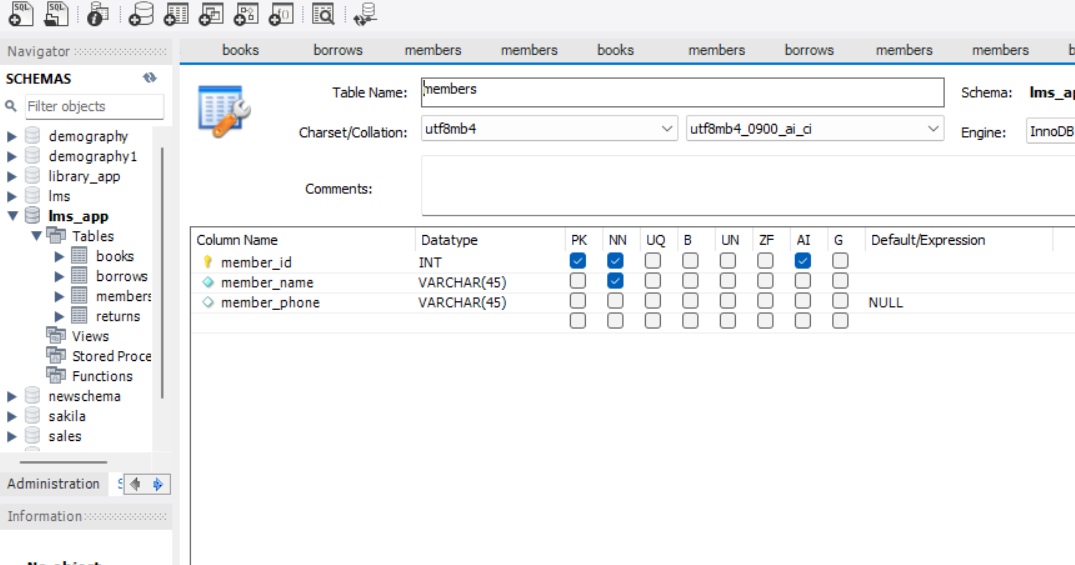 SQL SQL
books borrows members members books members borrows members members b
Navigator
SCHEMAS
Filter objects
demography
demography1
library_app
lms
lms_app
Tables
books
borrows
members
returns
Views
Stored Proce
Functions
newschema
sakila
sales
Administration S
Information
Table Name: members Schema: lms_ap
Charset/Collation: utf8mb4 utf8mb4_0900_ai_ci Engine: InnoDB
Comments:
Column Name Datatype PK NN UQ B UN ZF AI G Default/Expression
member_id INT
member_name VARCHAR(45)
member_phone VARCHAR(45) NULL